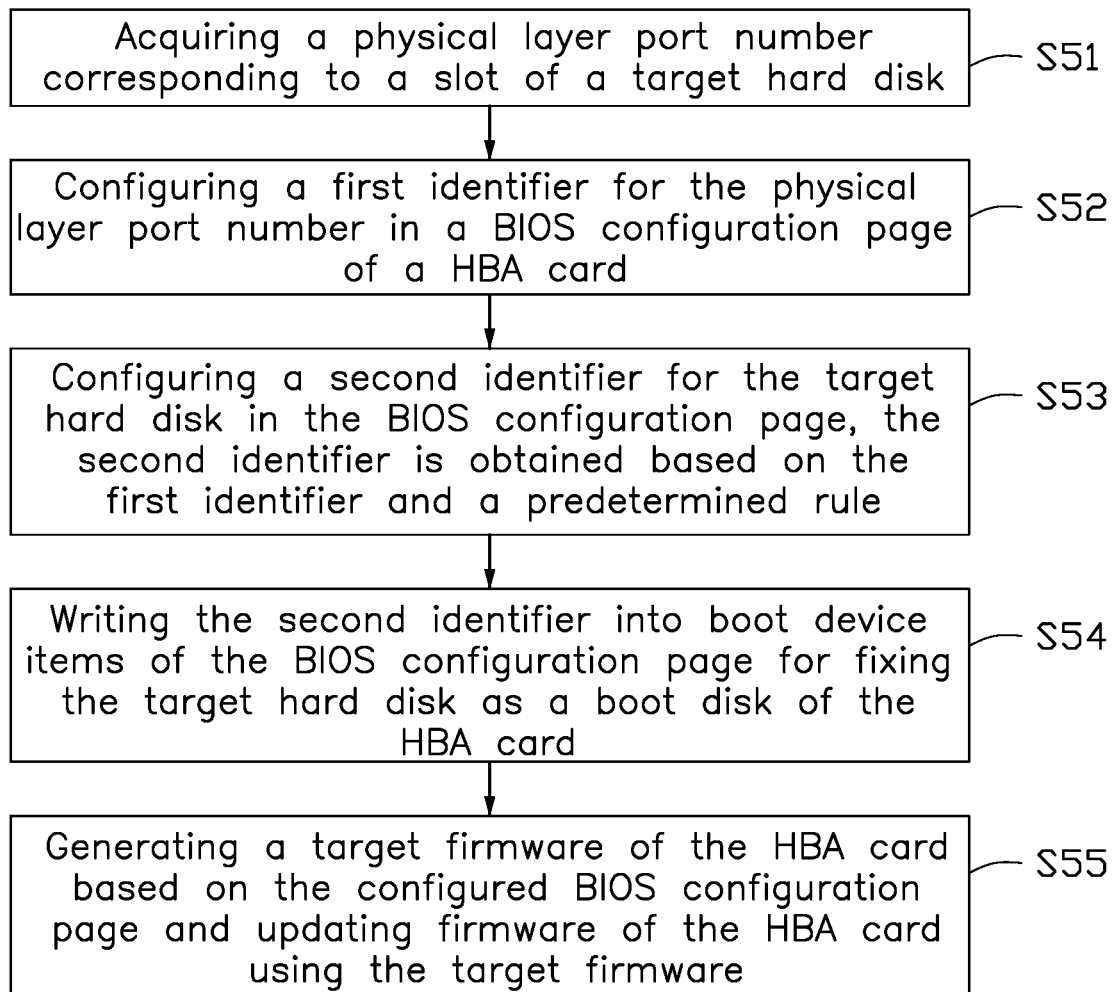 Acquiring a physical layer port number
corresponding to a slot of a target hard disk
S51
Configuring a first identifier for the physical
layer port number in a BIOS configuration page
of a HBA card
S52
Configuring a second identifier for the target
hard disk in the BIOS configuration page, the
second identifier is obtained based on the
first identifier and a predetermined rule
S53
Writing the second identifier into boot device
items of the BIOS configuration page for fixing
the target hard disk as a boot disk of the
HBA card
S54
Generating a target firmware of the HBA card
based on the configured BIOS configuration
page and updating firmware of the HBA card
using the target firmware
S55